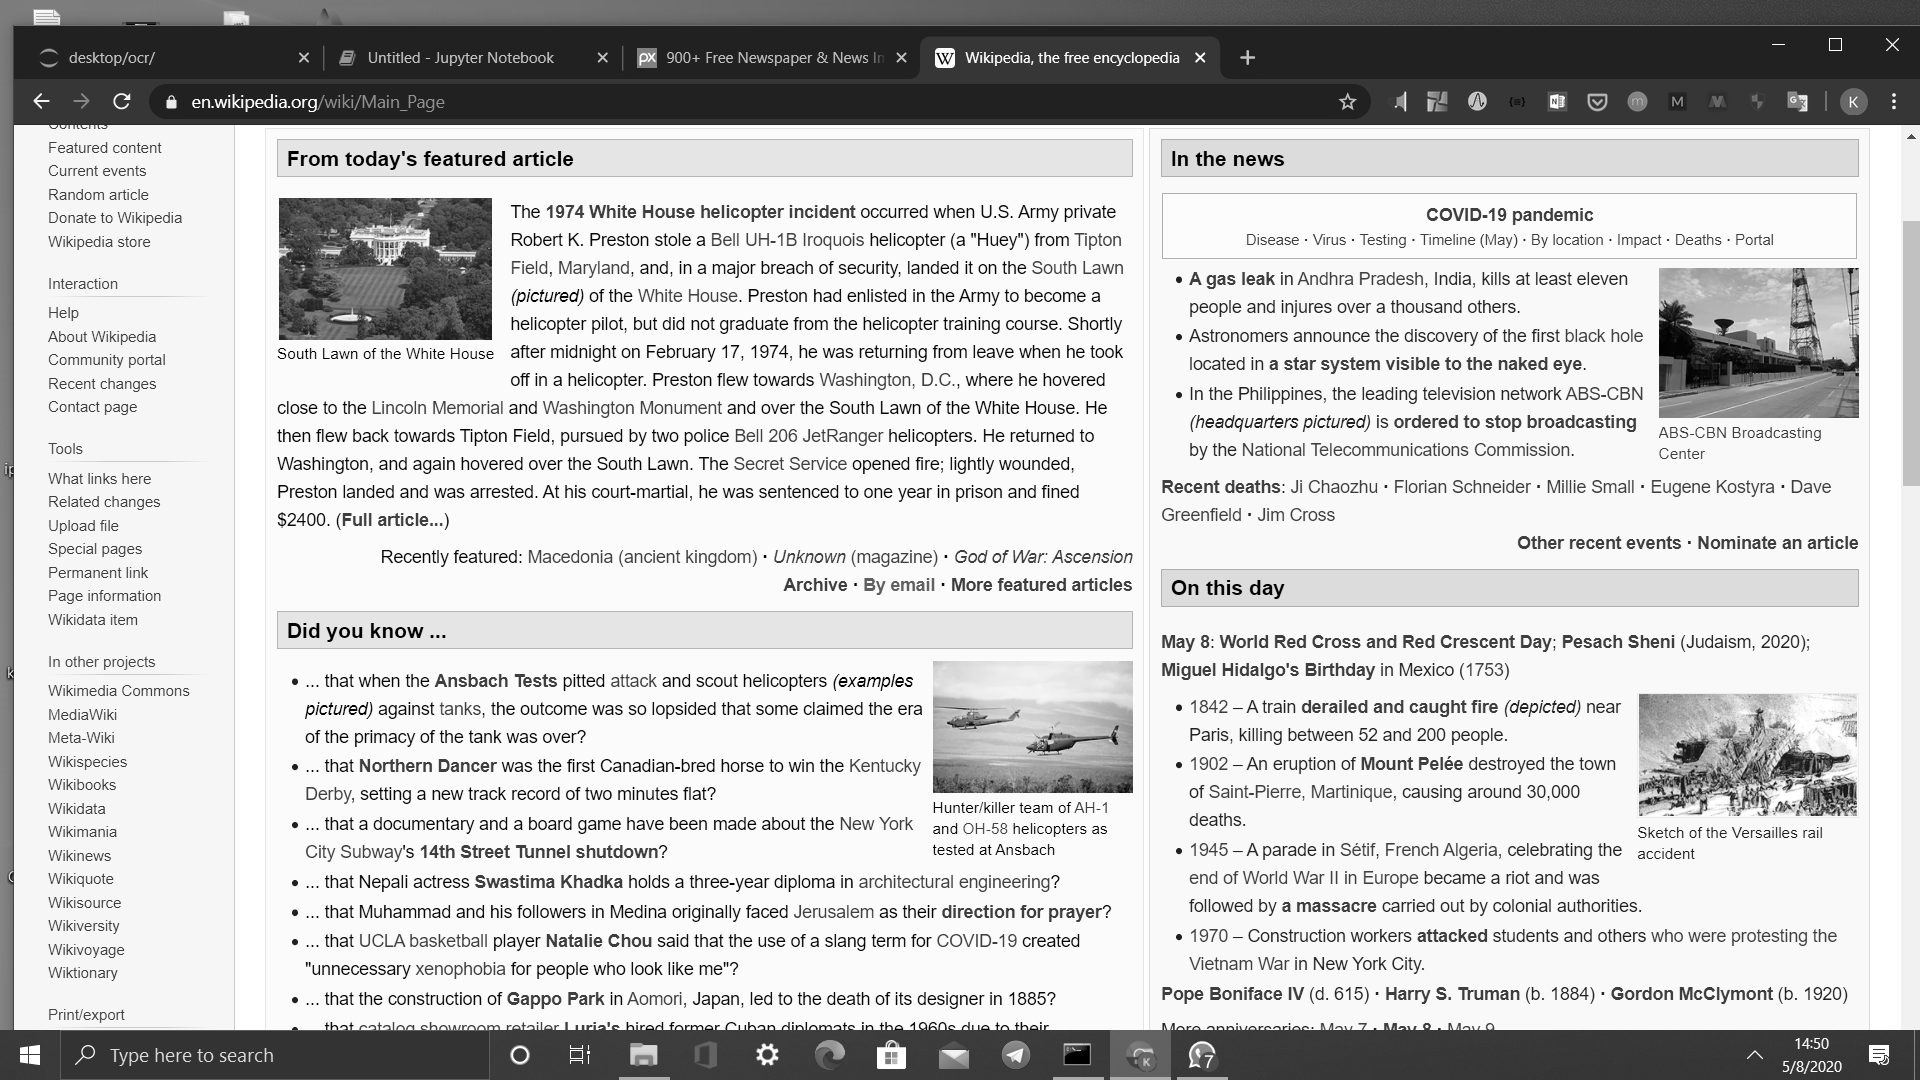 desktop/ocr/
Untitled - Jupyter Notebook
900+ Free Newspaper & News In
Wikipedia, the free encyclopedia
en.wikipedia.org/wiki/Main_Page
K
Contents
Featured content
Current events
Random article
Donate to Wikipedia
Wikipedia store
Interaction
Help
About Wikipedia
Community portal
Recent changes
Contact page
Tools
What links here
Related changes
Upload file
Special pages
Permanent link
Page information
Wikidata item
In other projects
Wikimedia Commons
MediaWiki
Meta-Wiki
Wikispecies
Wikibooks
Wikidata
Wikimania
Wikinews
Wikiquote
Wikisource
Wikiversity
Wikivoyage
Wiktionary
Print/export
From today's featured article
South Lawn of the White House
The 1974 White House helicopter incident occurred when U.S. Army private
Robert K. Preston stole a Bell UH-1B Iroquois helicopter (a "Huey") from Tipton
Field, Maryland, and, in a major breach of security, landed it on the South Lawn
(pictured) of the White House. Preston had enlisted in the Army to become a
helicopter pilot, but did not graduate from the helicopter training course. Shortly
after midnight on February 17, 1974, he was returning from leave when he took
off in a helicopter. Preston flew towards Washington, D.C., where he hovered
close to the Lincoln Memorial and Washington Monument and over the South Lawn of the White House. He
then flew back towards Tipton Field, pursued by two police Bell 206 JetRanger helicopters. He returned to
Washington, and again hovered over the South Lawn. The Secret Service opened fire; lightly wounded,
Preston landed and was arrested. At his court-martial, he was sentenced to one year in prison and fined
$2400. (Full article...)
Recently featured: Macedonia (ancient kingdom) · Unknown (magazine) · God of War: Ascension
Archive · By email · More featured articles
Did you know ...
... that when the Ansbach Tests pitted attack and scout helicopters (examples
pictured) against tanks, the outcome was so lopsided that some claimed the era
of the primacy of the tank was over?
... that Northern Dancer was the first Canadian-bred horse to win the Kentucky
Derby, setting a new track record of two minutes flat?
... that a documentary and a board game have been made about the New York
City Subway's 14th Street Tunnel shutdown?
... that Nepali actress Swastima Khadka holds a three-year diploma in architectural engineering?
... that Muhammad and his followers in Medina originally faced Jerusalem as their direction for prayer?
... that UCLA basketball player Natalie Chou said that the use of a slang term for COVID-19 created
"unnecessary xenophobia for people who look like me"?
... that the construction of Gappo Park in Aomori, Japan, led to the death of its designer in 1885?
... that catalog showroom retailer Luria's hired former Cuban diplomats in the 1960s due to their
Hunter/killer team of AH-1
and OH-58 helicopters as
tested at Ansbach
In the news
COVID-19 pandemic
Disease · Virus · Testing · Timeline (May) · By location · Impact · Deaths · Portal
A gas leak in Andhra Pradesh, India, kills at least eleven
people and injures over a thousand others.
Astronomers announce the discovery of the first black hole
located in a star system visible to the naked eye.
In the Philippines, the leading television network ABS-CBN
(headquarters pictured) is ordered to stop broadcasting
by the National Telecommunications Commission.
ABS-CBN Broadcasting
Center
Recent deaths: Ji Chaozhu · Florian Schneider · Millie Small · Eugene Kostyra · Dave
Greenfield · Jim Cross
Other recent events · Nominate an article
On this day
May 8: World Red Cross and Red Crescent Day; Pesach Sheni (Judaism, 2020);
Miguel Hidalgo's Birthday in Mexico (1753)
1842 – A train derailed and caught fire (depicted) near
Paris, killing between 52 and 200 people.
1902 – An eruption of Mount Pelée destroyed the town
of Saint-Pierre, Martinique, causing around 30,000
deaths.
1945 – A parade in Sétif, French Algeria, celebrating the
end of World War II in Europe became a riot and was
followed by a massacre carried out by colonial authorities.
1970 – Construction workers attacked students and others who were protesting the
Vietnam War in New York City.
Sketch of the Versailles rail
accident
Pope Boniface IV (d. 615) · Harry S. Truman (b. 1884) · Gordon McClymont (b. 1920)
More anniversaries: May 7 · May 8 · May 9
Type here to search
7
14:50
5/8/2020